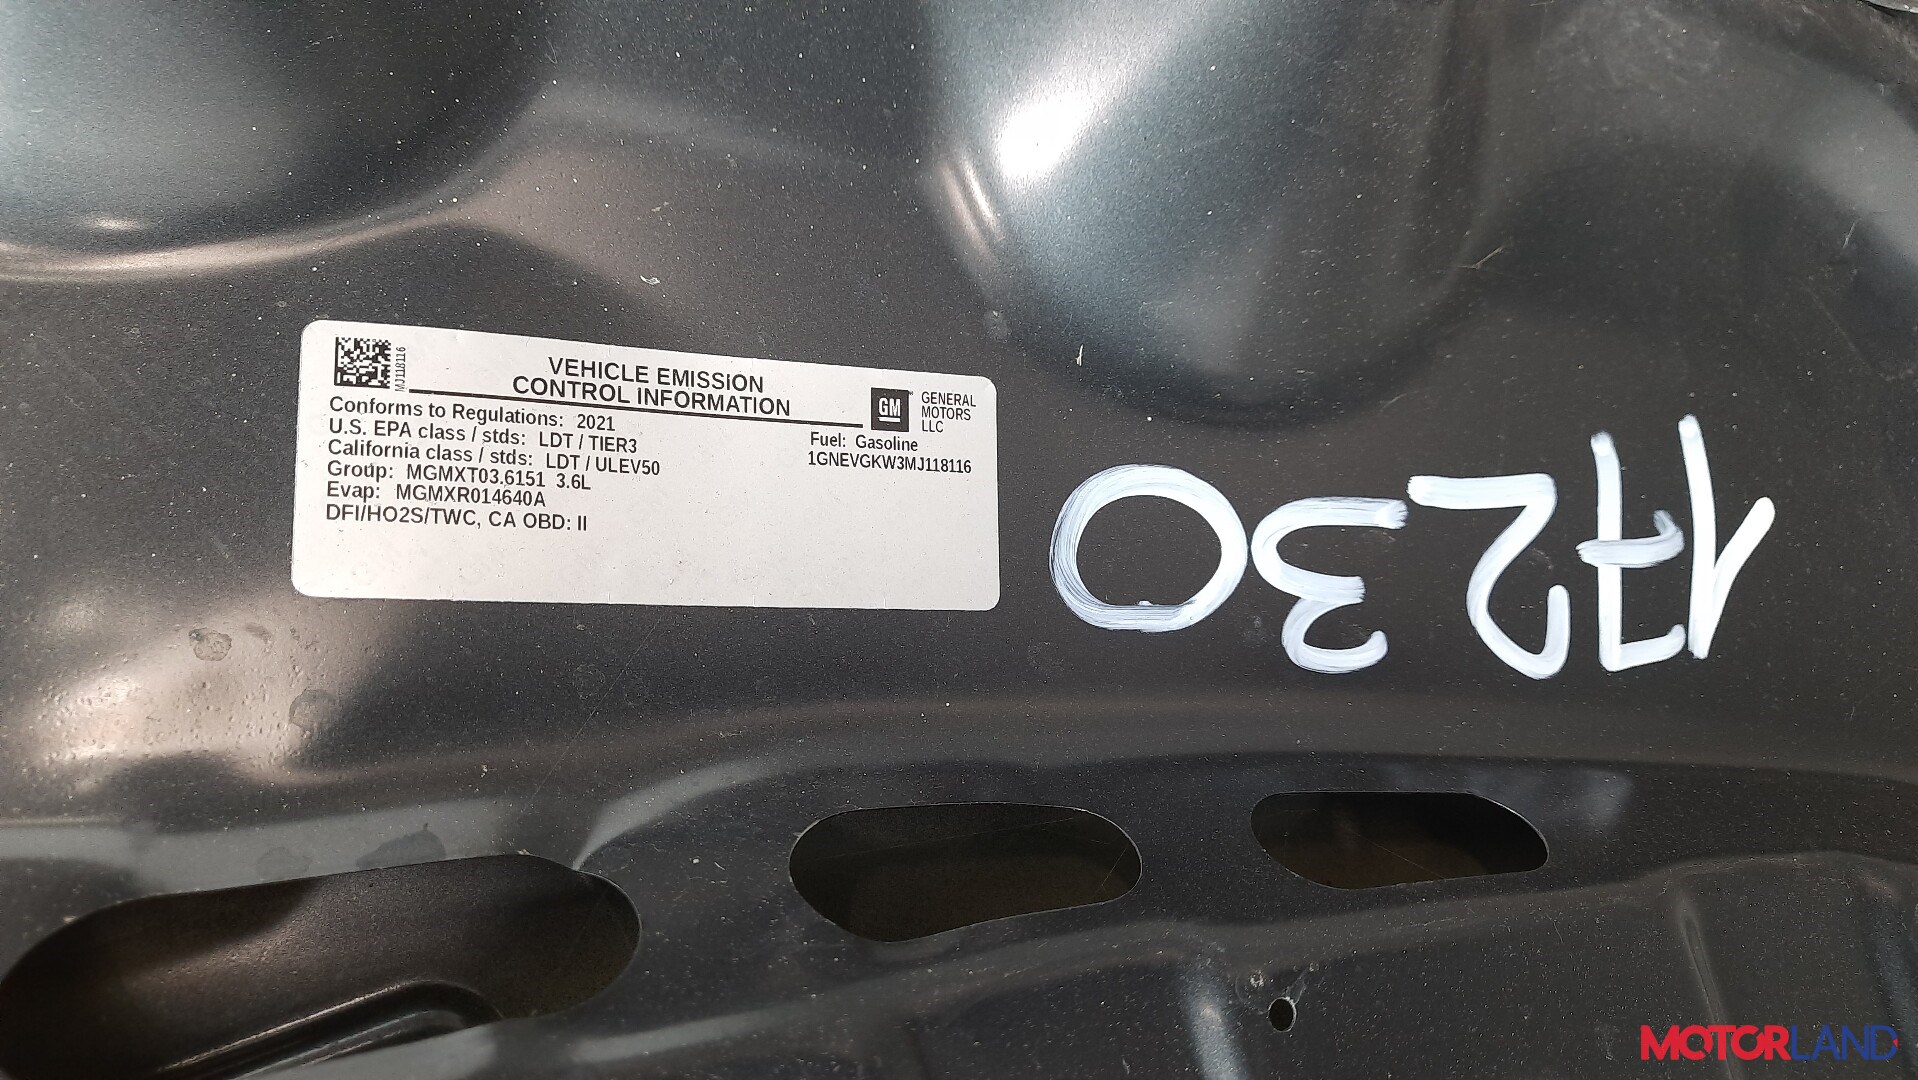 MJ118116
VEHICLE EMISSION
CONTROL INFORMATION
GM
GENERAL
MOTORS
LLC
Conforms to Regulations: 2021
U.S. EPA class / stds: LDT / TIER3
California class / stds: LDT / ULEV50
Group: MGMXT03.6151 3.6L
Evap: MGMXR014640A
DFI/HO2S/TWC, CA OBD: II
Fuel: Gasoline
1GNEVGKW3MJ118116
17230
MOTORLAND